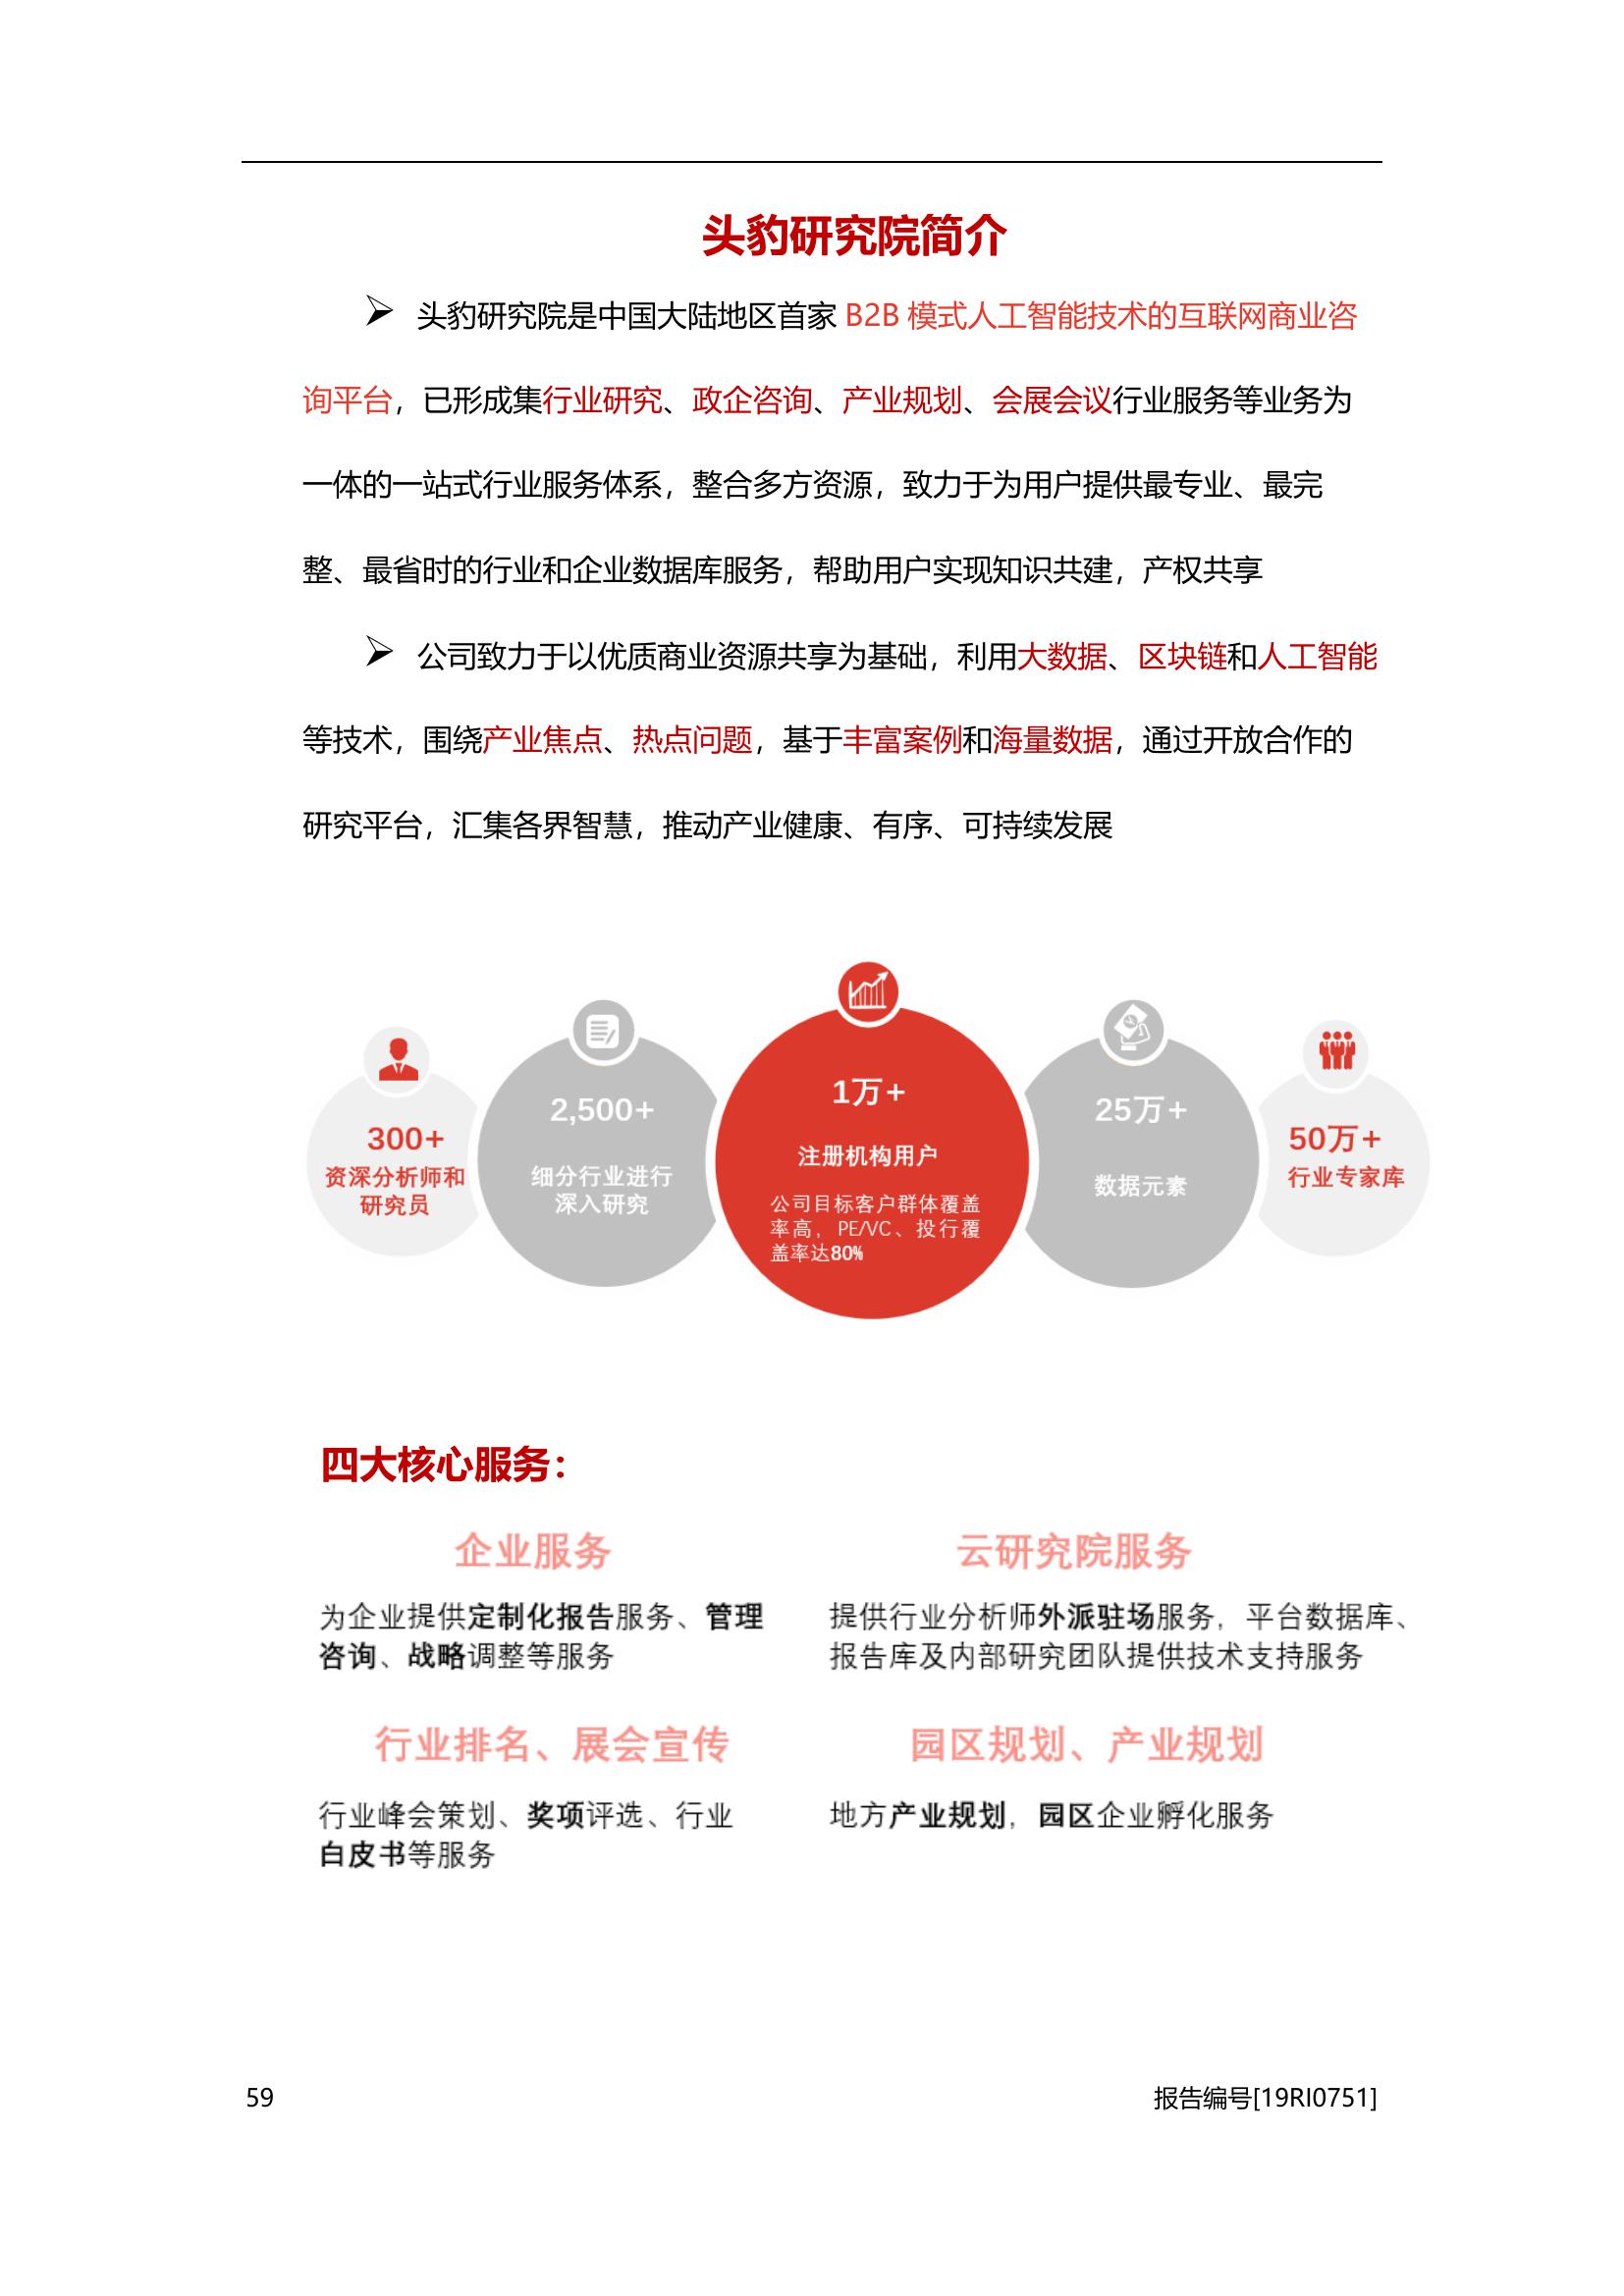 头豹研究院简介
➢ 头豹研究院是中国大陆地区首家 B2B 模式人工智能技术的互联网商业咨
询平台，已形成集行业研究、政企咨询、产业规划、会展会议行业服务等业务为
一体的一站式行业服务体系，整合多方资源，致力于为用户提供最专业、最完
整、最省时的行业和企业数据库服务，帮助用户实现知识共建，产权共享
➢ 公司致力于以优质商业资源共享为基础，利用大数据、区块链和人工智能
等技术，围绕产业焦点、热点问题，基于丰富案例和海量数据，通过开放合作的
研究平台，汇集各界智慧，推动产业健康、有序、可持续发展
300+
资深分析师和
研究员
2,500+
细分行业进行
深入研究
1万+
注册机构用户
公司目标客户群体覆盖
率高，PE/VC、投行覆
盖率达80%
25万+
数据元素
50万+
行业专家库
四大核心服务：
企业服务
为企业提供定制化报告服务、管理
咨询、战略调整等服务
云研究院服务
提供行业分析师外派驻场服务，平台数据库、
报告库及内部研究团队提供技术支持服务
行业排名、展会宣传
行业峰会策划、奖项评选、行业
白皮书等服务
园区规划、产业规划
地方产业规划，园区企业孵化服务
59
报告编号[19RI0751]